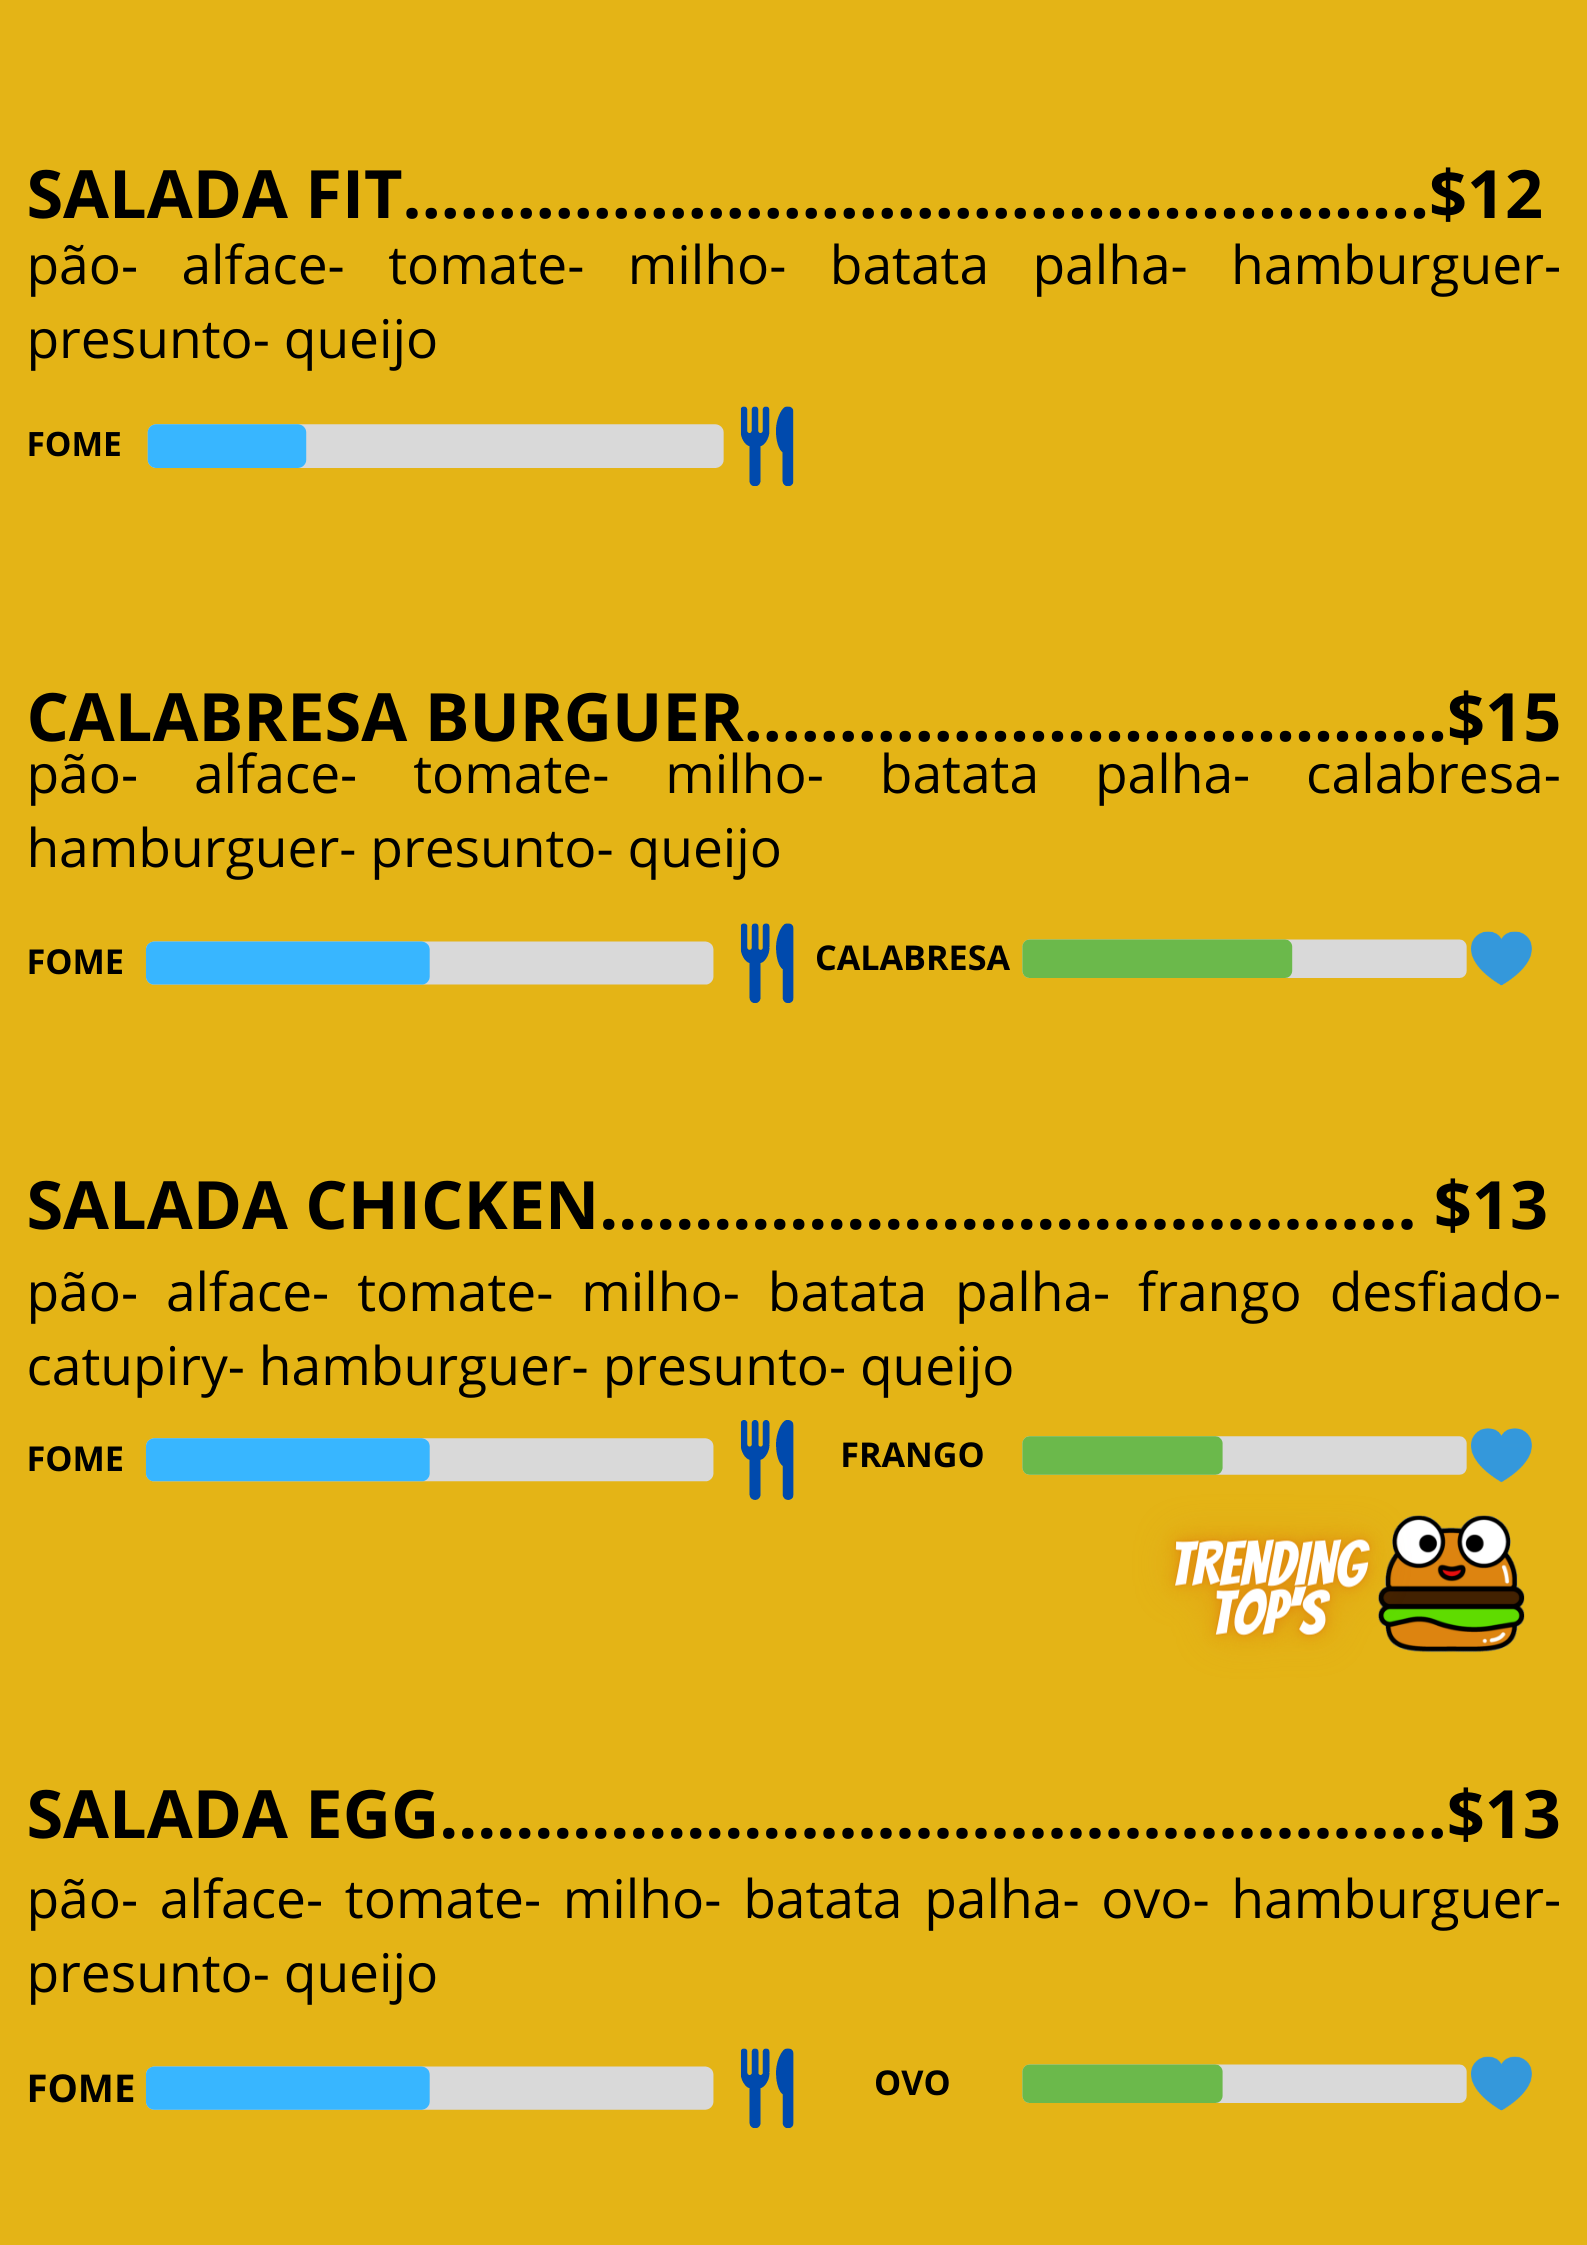 SALADA FIT......................................................$12
pão- alface- tomate- milho- batata palha- hamburguer-
presunto- queijo
FOME
CALABRESA BURGUER.....................................$15
pão- alface- tomate- milho- batata palha- calabresa-
hamburguer- presunto- queijo
FOME
CALABRESA
SALADA CHICKEN........................................... $13
pão- alface- tomate- milho- batata palha- frango desfiado-
catupiry- hamburguer- presunto- queijo
FOME
FRANGO
TRENDING
TOP'S
SALADA EGG.....................................................$13
pão- alface- tomate- milho- batata palha- ovo- hamburguer-
presunto- queijo
FOME
OVO